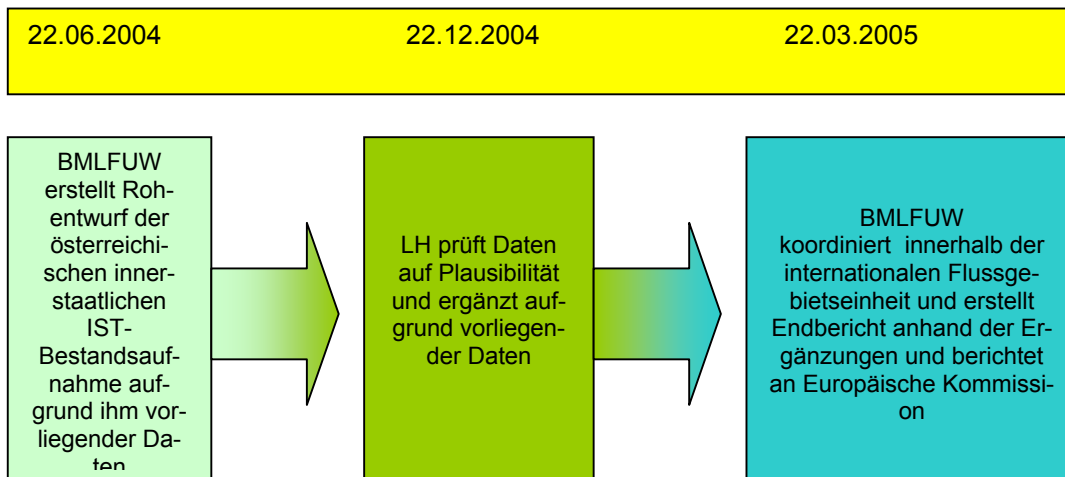 22.06.2004 22.12.2004 22.03.2005
BMLFUW
erstellt Roh-
entwurf der
österreichi-
schen inner-
staatlichen
IST-
Bestandsauf-
nahme auf-
grund ihm vor-
liegender Da-
ten
LH prüft Daten
auf Plausibilität
und ergänzt auf-
grund vorliegen-
der Daten
BMLFUW
koordiniert innerhalb der
internationalen Flussge-
bietseinheit und erstellt
Endbericht anhand der Er-
gänzungen und berichtet
an Europäische Kommissi-
on